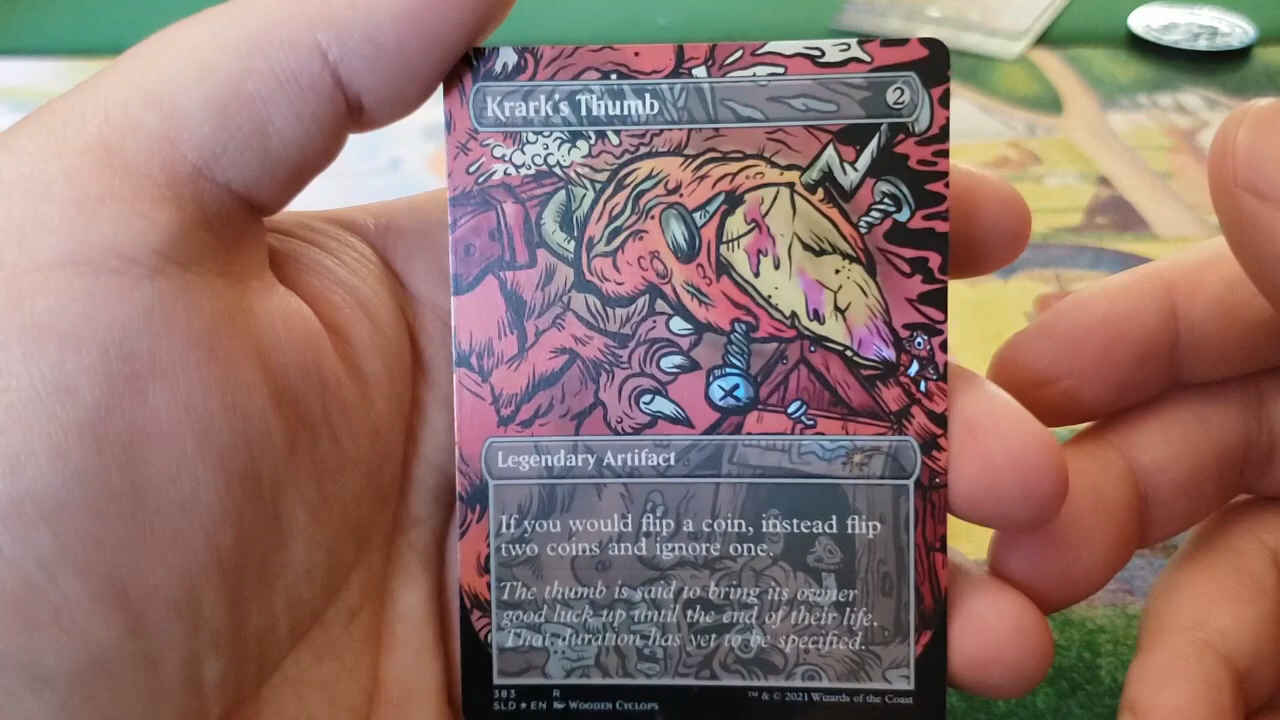 Krark's Thumb 2
Legendary Artifact
If you would flip a coin, instead flip
two coins and ignore one.
The thumb is said to bring its owner
good luck up until the end of their life.
That duration has yet to be specified.
383 R
SLD ★ EN Wooden Cyclops
™ & © 2021 Wizards of the Coast